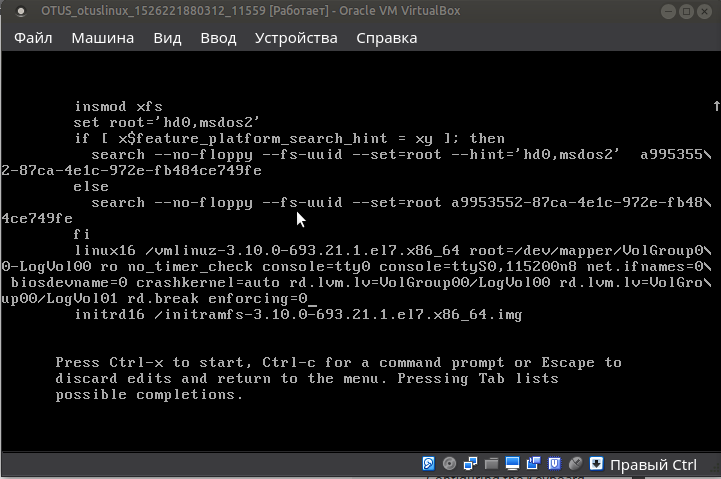 OTUS_otuslinux_1526221880312_11559 [Работает] - Oracle VM VirtualBox
Файл Машина Вид Ввод Устройства Справка
insmod xfs
set root='hd0,msdos2'
if [ x$feature_platform_search_hint = xy ]; then
search --no-floppy --fs-uuid --set=root --hint='hd0,msdos2'  a995355\
2-87ca-4e1c-972e-fb484ce749fe
else
search --no-floppy --fs-uuid --set=root a9953552-87ca-4e1c-972e-fb48\
4ce749fe
fi
linux16 /vmlinuz-3.10.0-693.21.1.el7.x86_64 root=/dev/mapper/VolGroup0\
0-LogVol00 ro no_timer_check console=tty0 console=ttyS0,115200n8 net.ifnames=0\
biosdevname=0 crashkernel=auto rd.lvm.lv=VolGroup00/LogVol00 rd.lvm.lv=VolGro\
up00/LogVol01 rd.break enforcing=0_
initrd16 /initramfs-3.10.0-693.21.1.el7.x86_64.img
Press Ctrl-x to start, Ctrl-c for a command prompt or Escape to
discard edits and return to the menu. Pressing Tab lists
possible completions.
Правый Ctrl